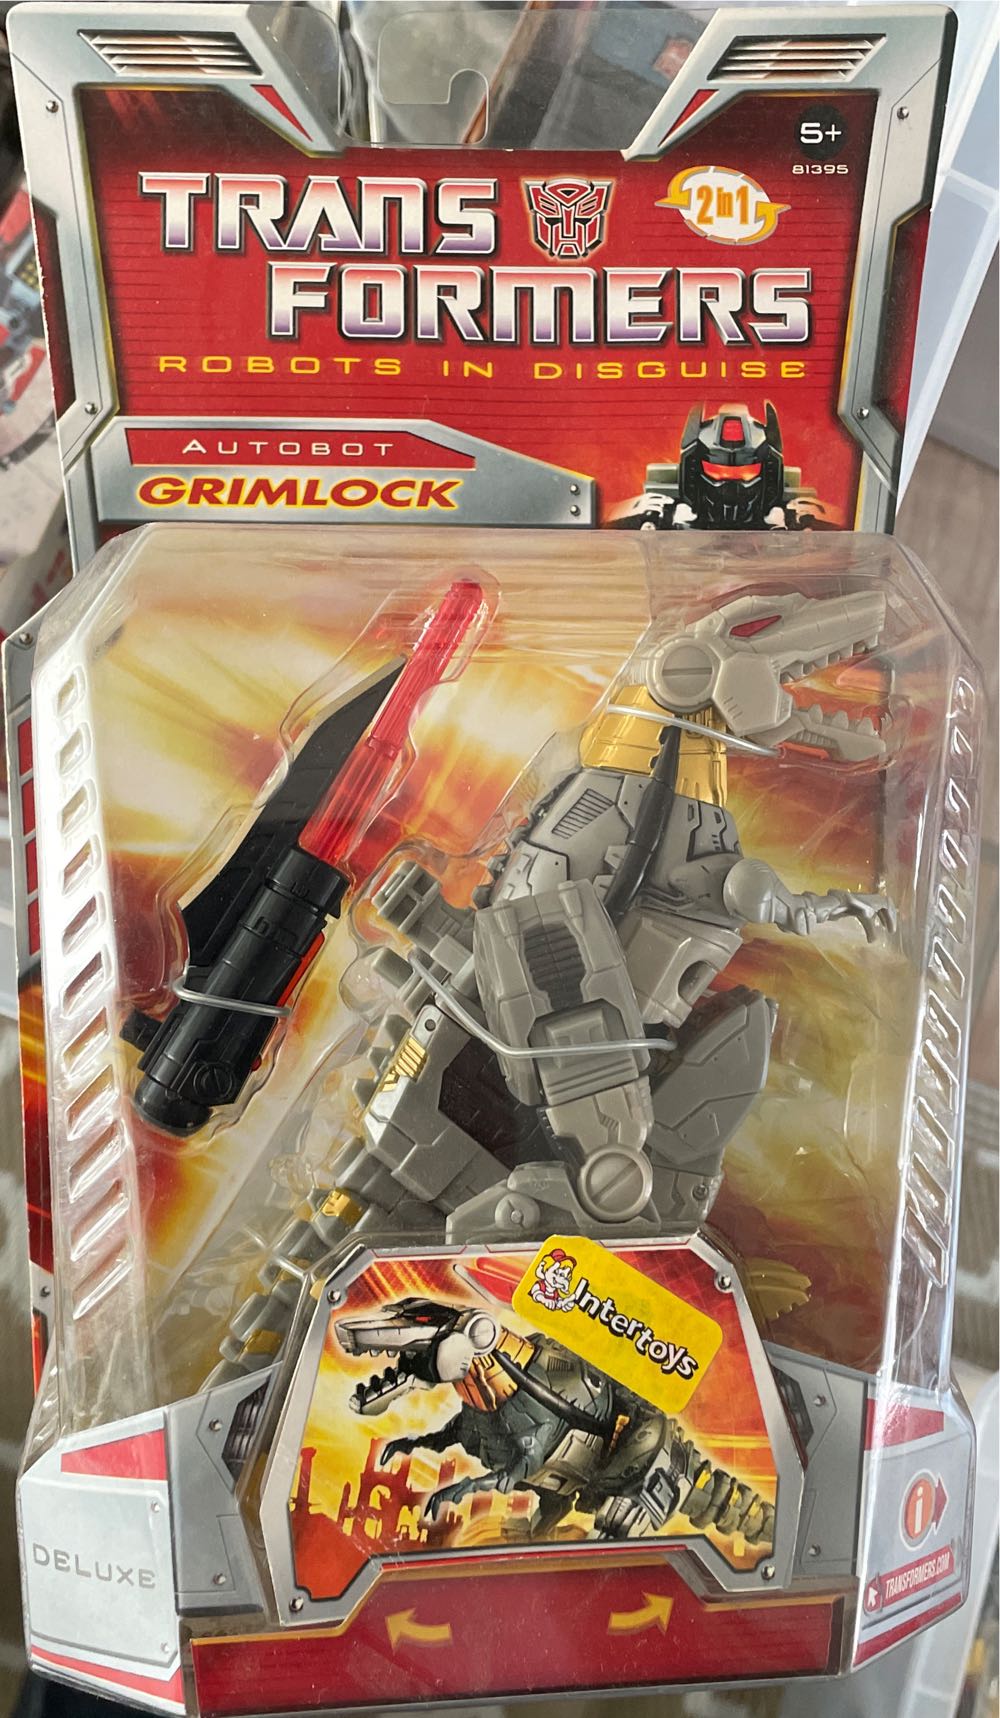 5+
81395
TRANS
2in1
FORMERS
ROBOTS IN DISGUISE
AUTOBOT
GRIMLOCK
Intertoys
DELUXE
i
TRANSFORMERS.COM